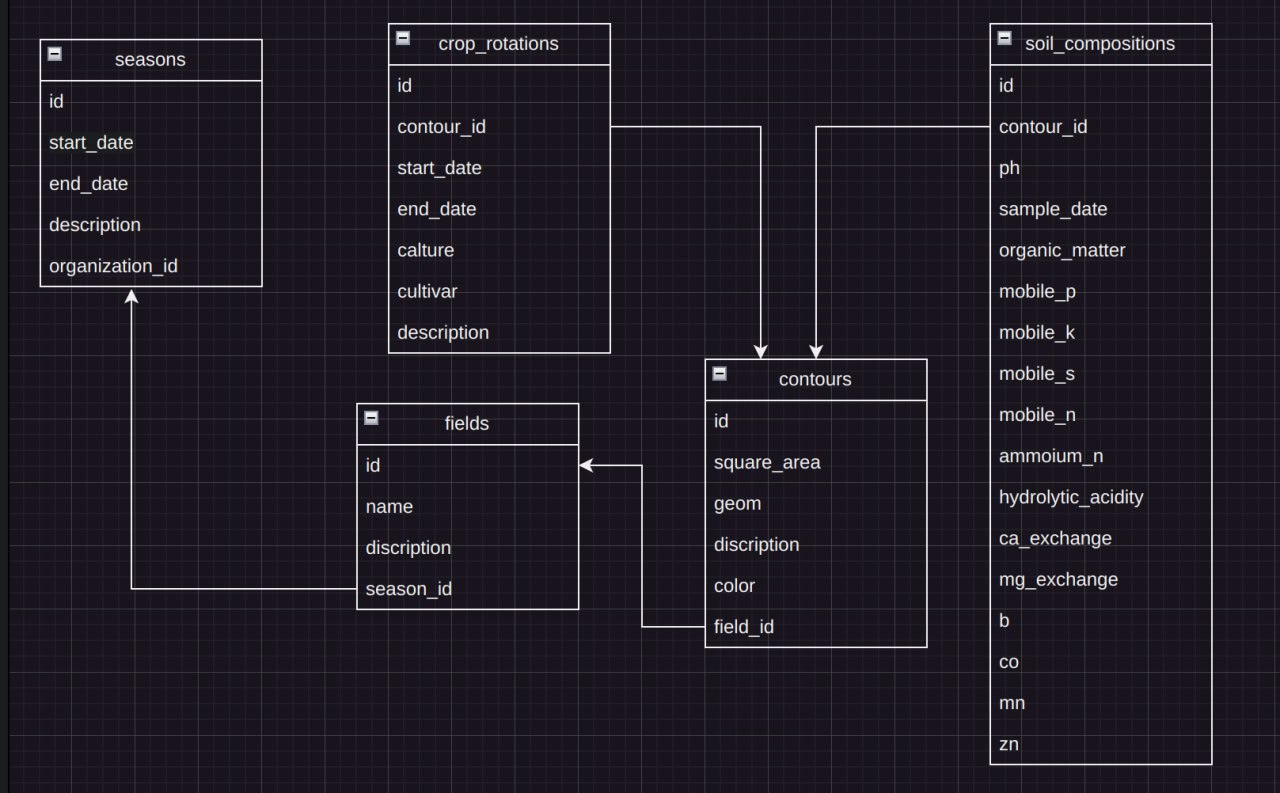 seasons
id
start_date
end_date
description
organization_id
crop_rotations
id
contour_id
start_date
end_date
calture
cultivar
description
soil_compositions
id
contour_id
ph
sample_date
organic_matter
mobile_p
mobile_k
mobile_s
mobile_n
ammoium_n
hydrolytic_acidity
ca_exchange
mg_exchange
b
co
mn
zn
fields
id
name
discription
season_id
contours
id
square_area
geom
discription
color
field_id